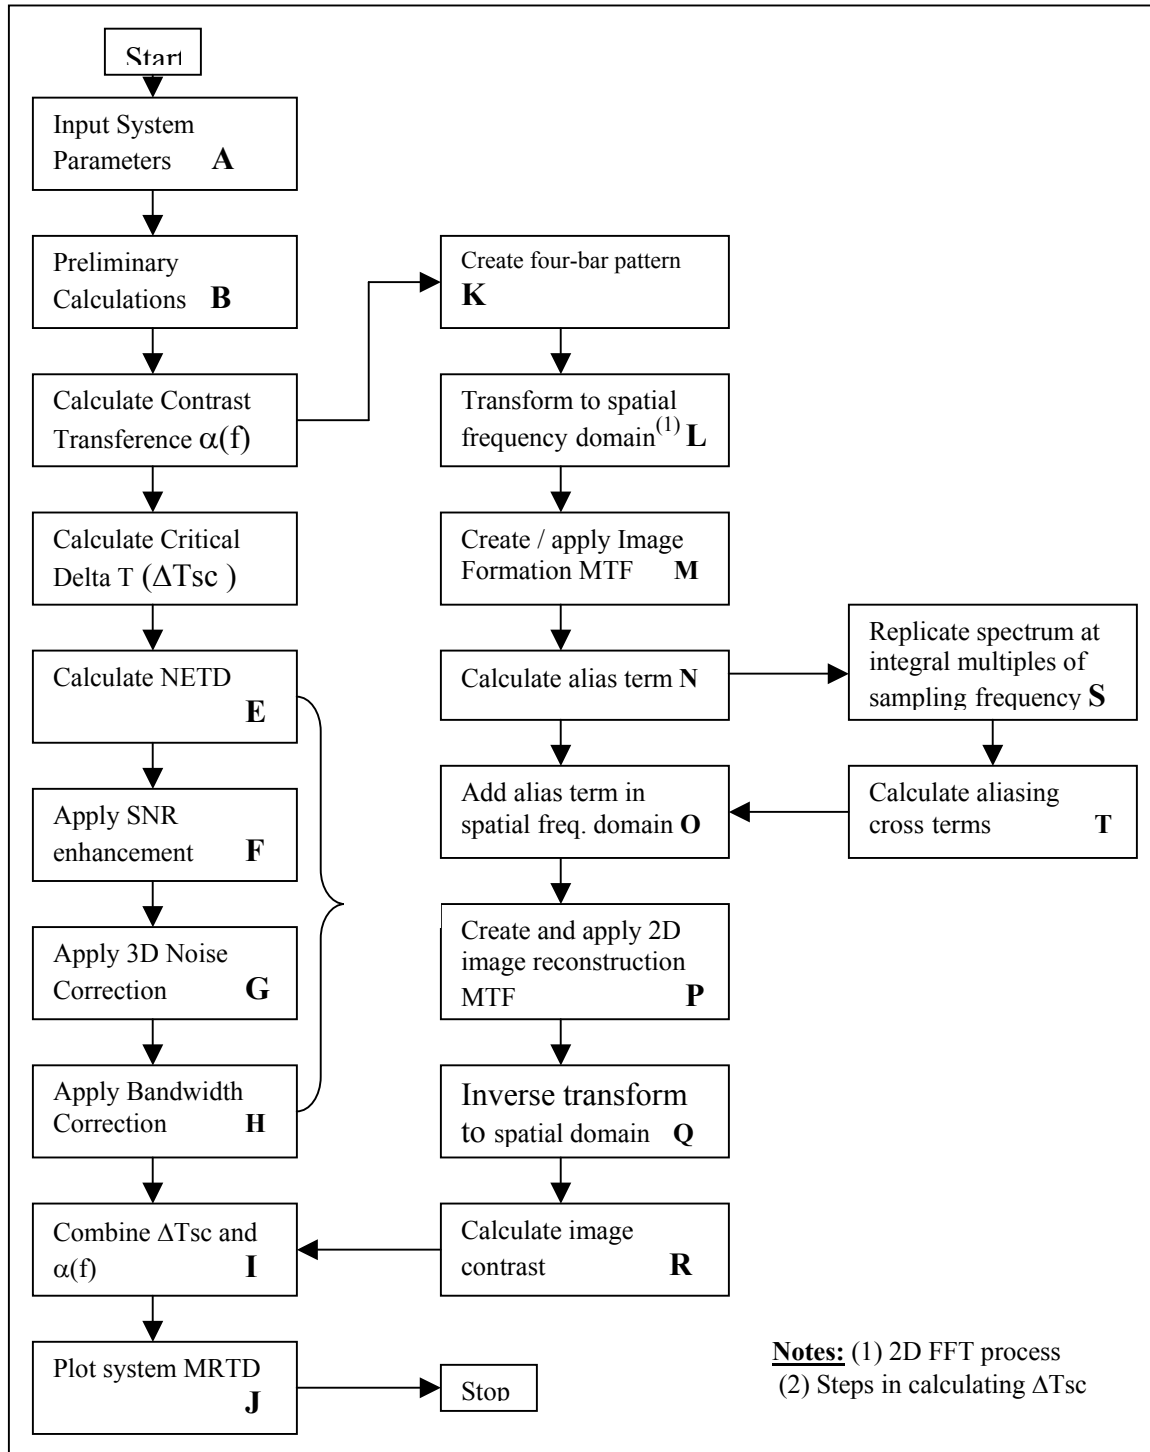 Start
Input System
Parameters A
Preliminary
Calculations B
Calculate Contrast
Transference α(f)
Calculate Critical
Delta T (ΔTsc )
Calculate NETD
E
Apply SNR
enhancement F
Apply 3D Noise
Correction G
Apply Bandwidth
Correction H
Combine ΔTsc and
α(f) I
Plot system MRTD
J
Stop
Create four-bar pattern
K
Transform to spatial
frequency domain(1) L
Create / apply Image
Formation MTF M
Calculate alias term N
Add alias term in
spatial freq. domain O
Create and apply 2D
image reconstruction
MTF P
Inverse transform
to spatial domain Q
Calculate image
contrast R
Replicate spectrum at
integral multiples of
sampling frequency S
Calculate aliasing
cross terms T
Notes: (1) 2D FFT process
(2) Steps in calculating ΔTsc